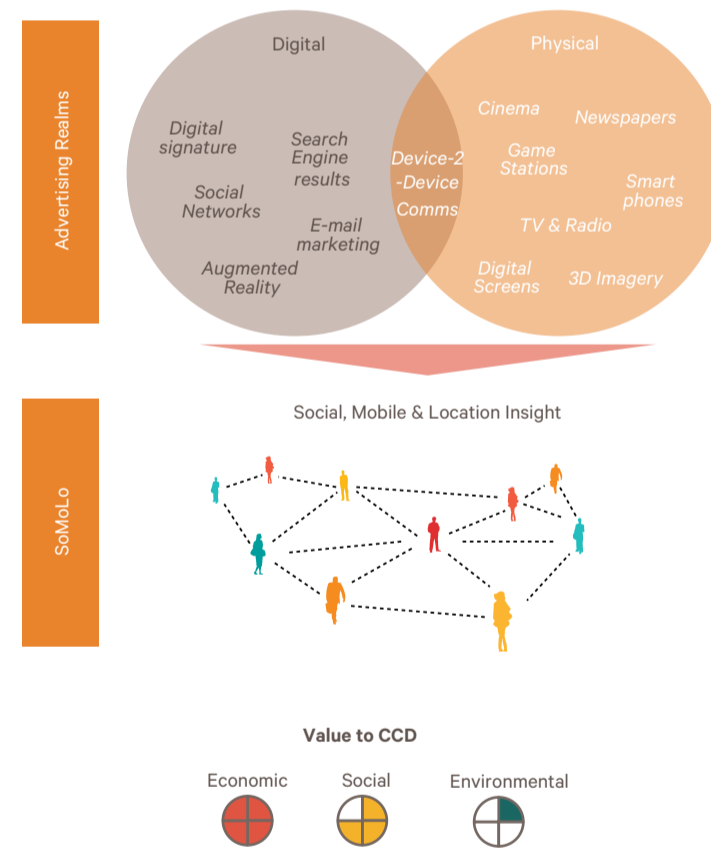 Advertising Realms
Digital
Digital
signature
Search
Engine
results
Social
Networks
E-mail
marketing
Augmented
Reality
Device-2
-Device
Comms
Physical
Cinema
Newspapers
Game
Stations
Smart
phones
TV & Radio
Digital
Screens
3D Imagery
SoMoLo
Social, Mobile & Location Insight
Value to CCD
Economic
Social
Environmental